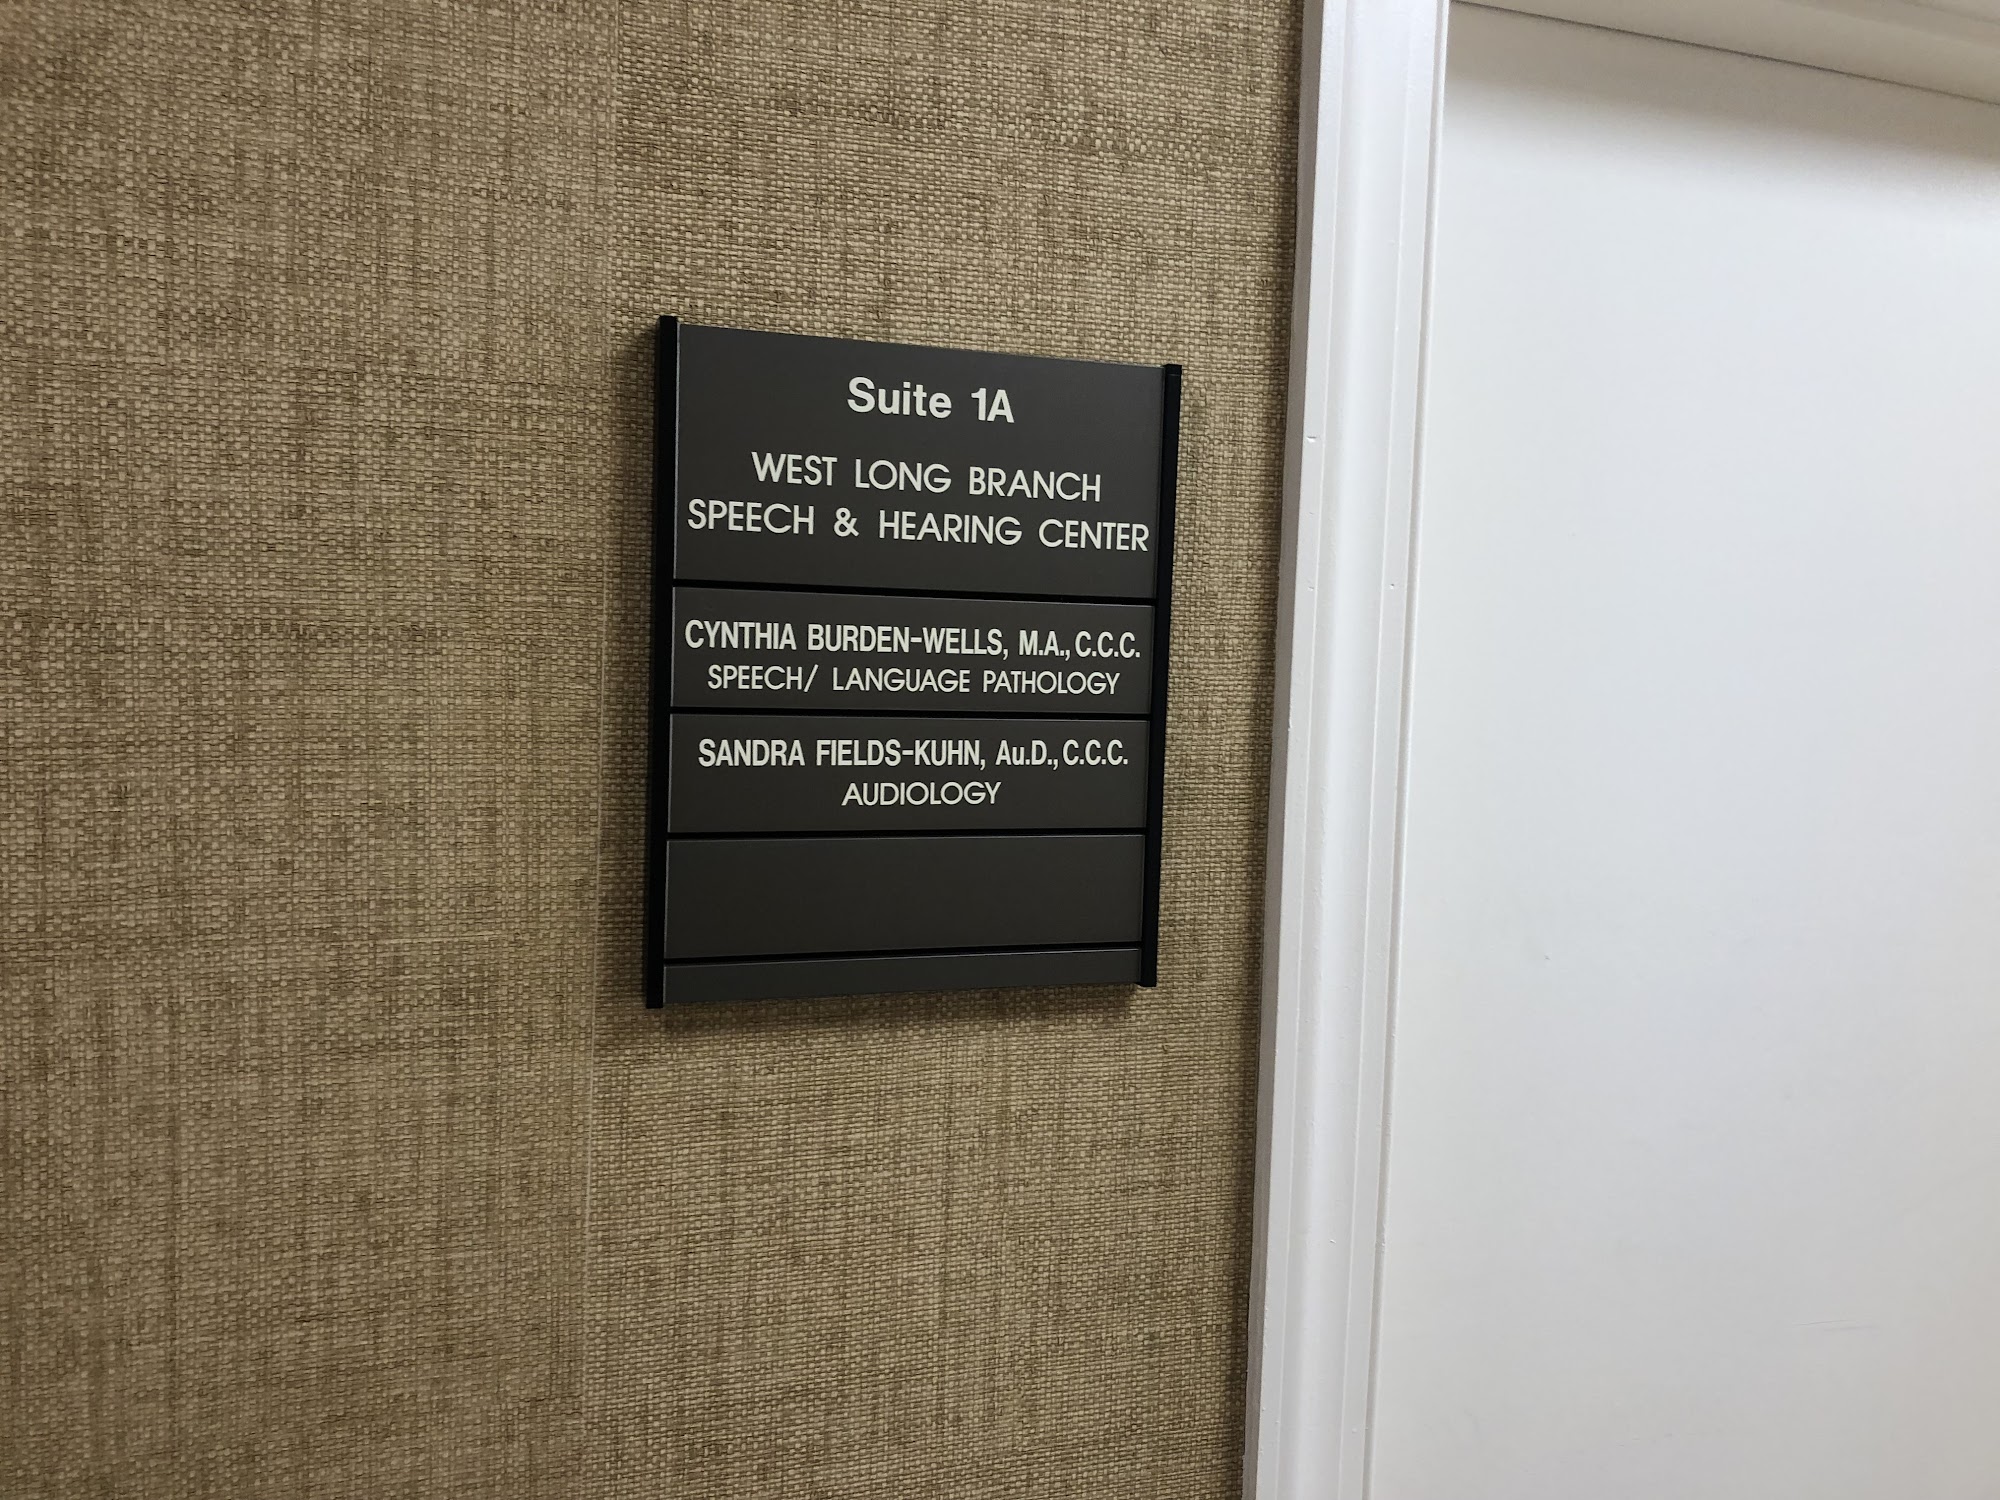 Suite 1A
WEST LONG BRANCH
SPEECH & HEARING CENTER
CYNTHIA BURDEN-WELLS, M.A., C.C.C.
SPEECH/ LANGUAGE PATHOLOGY
SANDRA FIELDS-KUHN, Au.D., C.C.C.
AUDIOLOGY